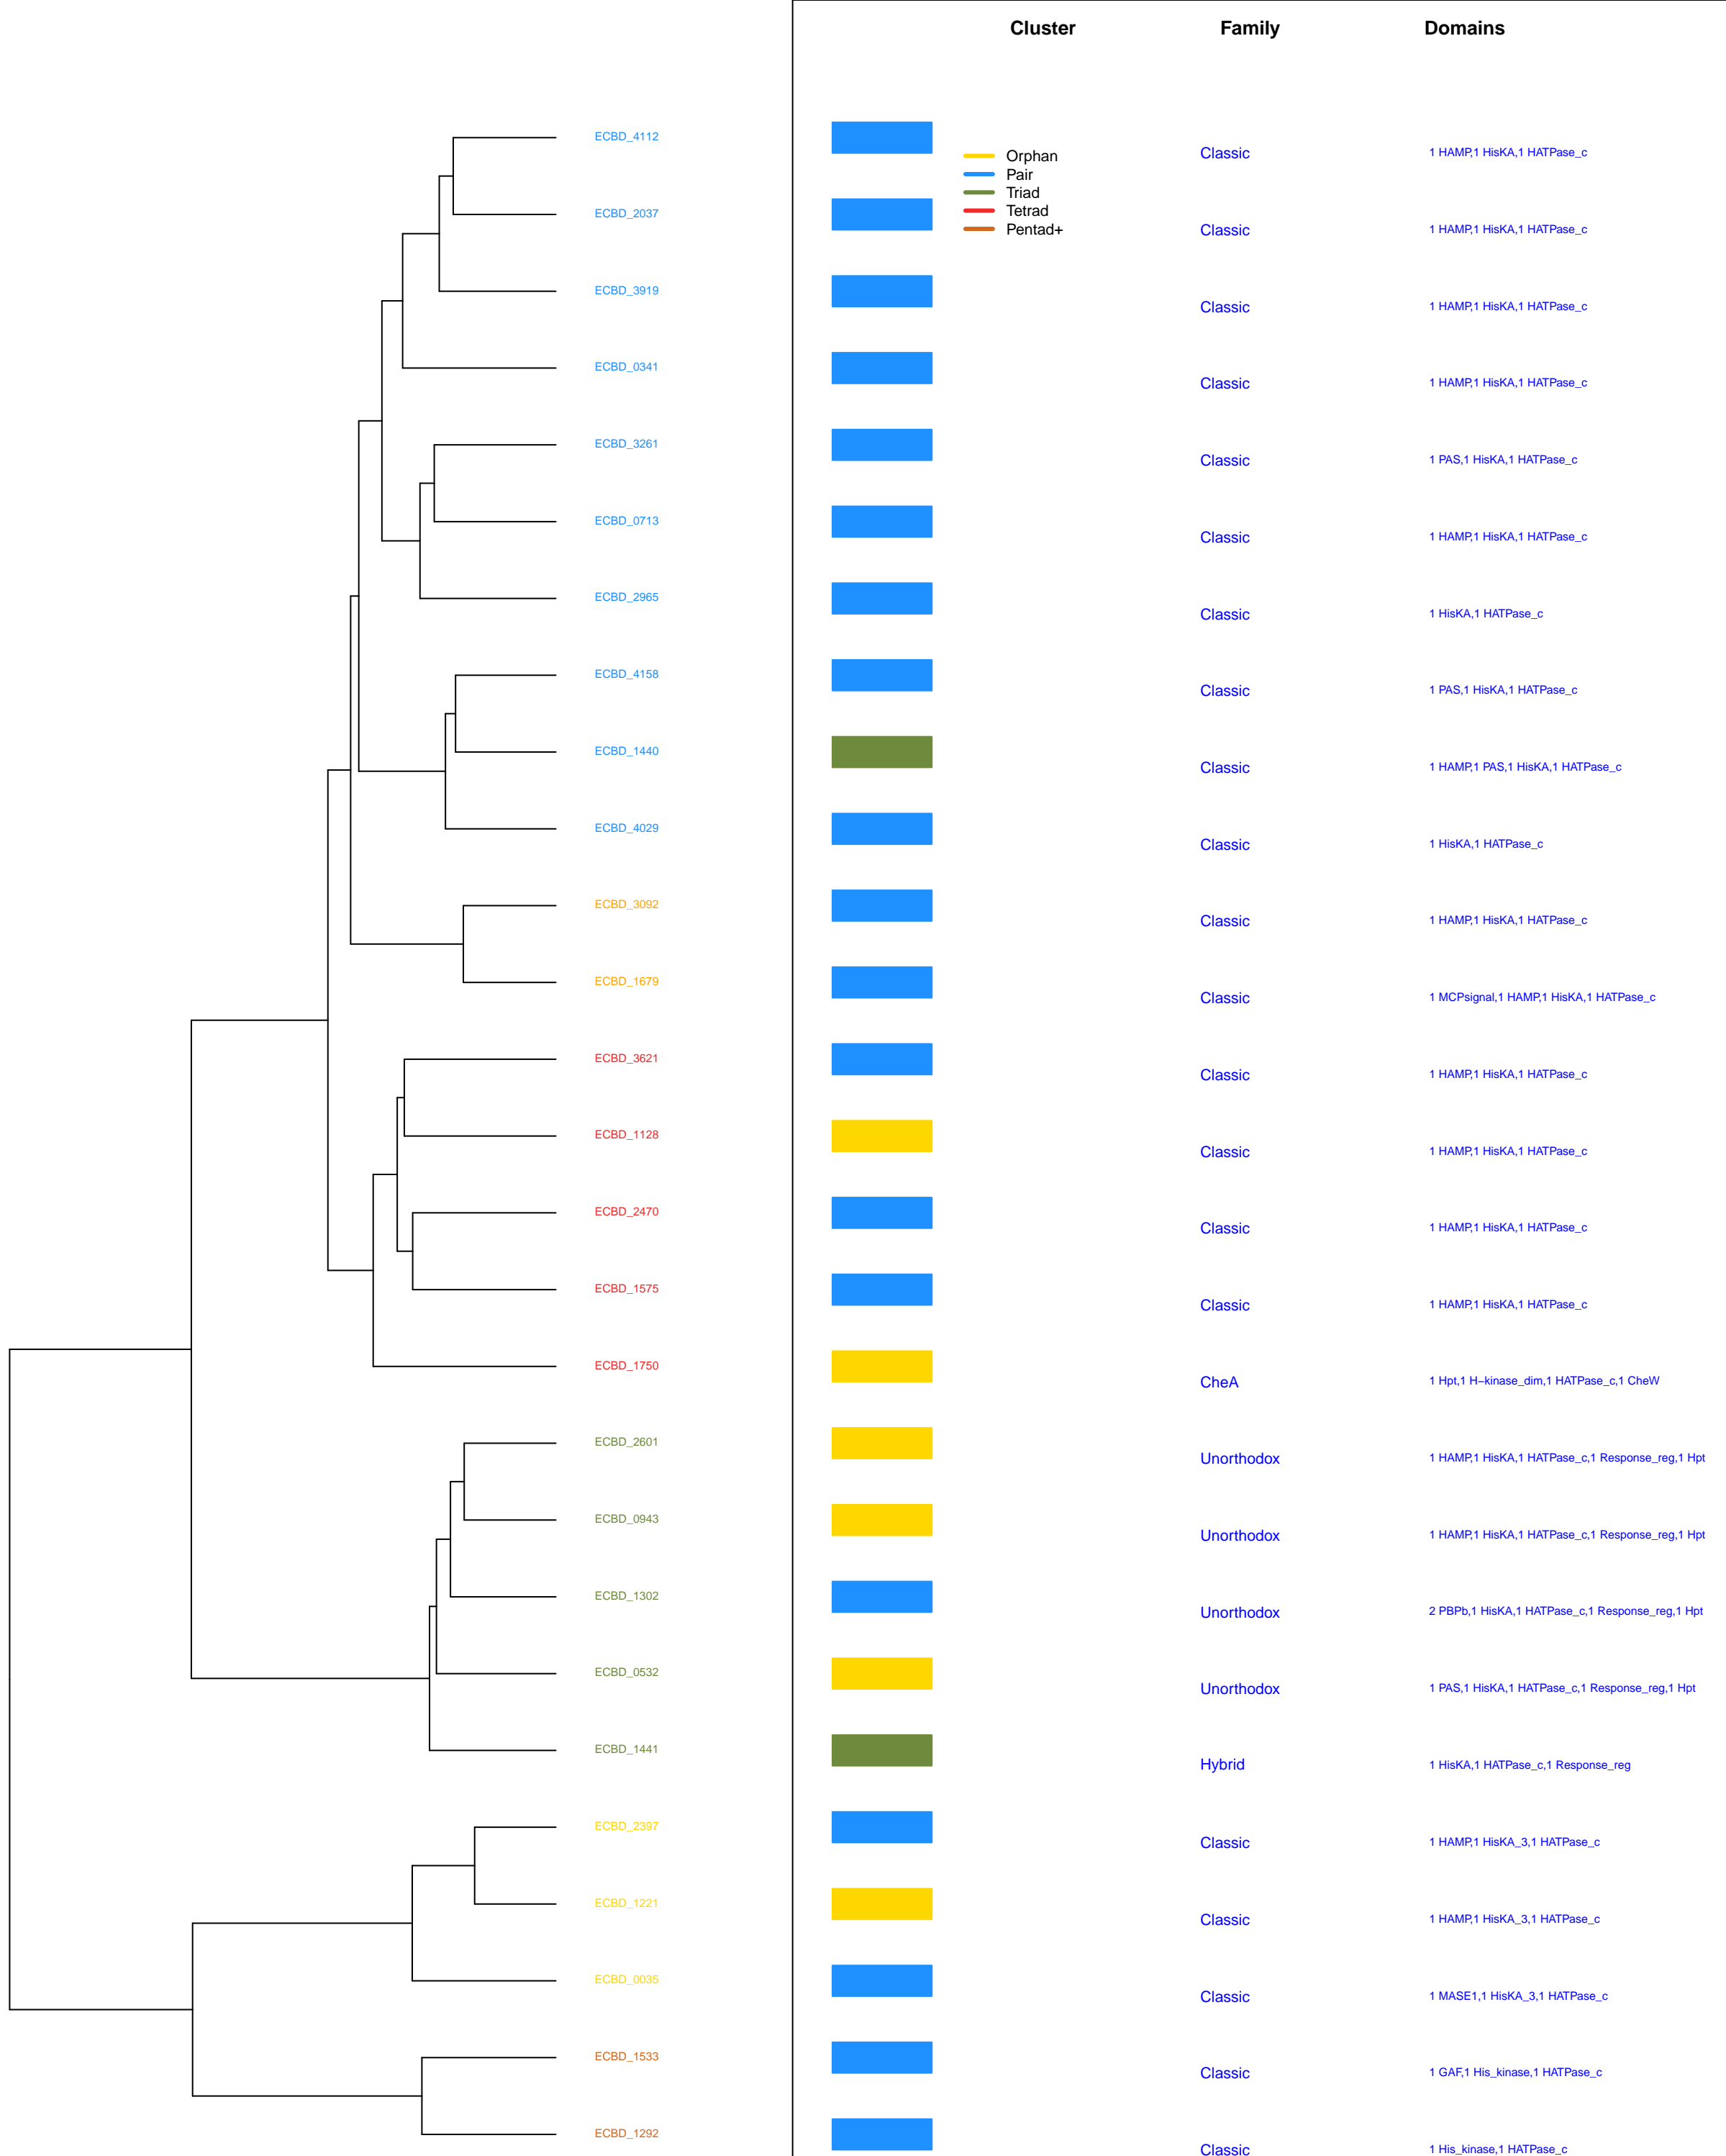 Cluster Family Domains
ECBD_4112 Classic 1 HAMP,1 HisKA,1 HATPase_c
Orphan
Pair
Triad
Tetrad
Pentad+
ECBD_2037 Classic 1 HAMP,1 HisKA,1 HATPase_c
ECBD_3919 Classic 1 HAMP,1 HisKA,1 HATPase_c
ECBD_0341 Classic 1 HAMP,1 HisKA,1 HATPase_c
ECBD_3261 Classic 1 PAS,1 HisKA,1 HATPase_c
ECBD_0713 Classic 1 HAMP,1 HisKA,1 HATPase_c
ECBD_2965 Classic 1 HisKA,1 HATPase_c
ECBD_4158 Classic 1 PAS,1 HisKA,1 HATPase_c
ECBD_1440 Classic 1 HAMP,1 PAS,1 HisKA,1 HATPase_c
ECBD_4029 Classic 1 HisKA,1 HATPase_c
ECBD_3092 Classic 1 HAMP,1 HisKA,1 HATPase_c
ECBD_1679 Classic 1 MCPsignal,1 HAMP,1 HisKA,1 HATPase_c
ECBD_3621 Classic 1 HAMP,1 HisKA,1 HATPase_c
ECBD_1128 Classic 1 HAMP,1 HisKA,1 HATPase_c
ECBD_2470 Classic 1 HAMP,1 HisKA,1 HATPase_c
ECBD_1575 Classic 1 HAMP,1 HisKA,1 HATPase_c
ECBD_1750 CheA 1 Hpt,1 H−kinase_dim,1 HATPase_c,1 CheW
ECBD_2601 Unorthodox 1 HAMP,1 HisKA,1 HATPase_c,1 Response_reg,1 Hpt
ECBD_0943 Unorthodox 1 HAMP,1 HisKA,1 HATPase_c,1 Response_reg,1 Hpt
ECBD_1302 Unorthodox 2 PBPb,1 HisKA,1 HATPase_c,1 Response_reg,1 Hpt
ECBD_0532 Unorthodox 1 PAS,1 HisKA,1 HATPase_c,1 Response_reg,1 Hpt
ECBD_1441 Hybrid 1 HisKA,1 HATPase_c,1 Response_reg
ECBD_2397 Classic 1 HAMP,1 HisKA_3,1 HATPase_c
ECBD_1221 Classic 1 HAMP,1 HisKA_3,1 HATPase_c
ECBD_0035 Classic 1 MASE1,1 HisKA_3,1 HATPase_c
ECBD_1533 Classic 1 GAF,1 His_kinase,1 HATPase_c
ECBD_1292 Classic 1 His_kinase,1 HATPase_c